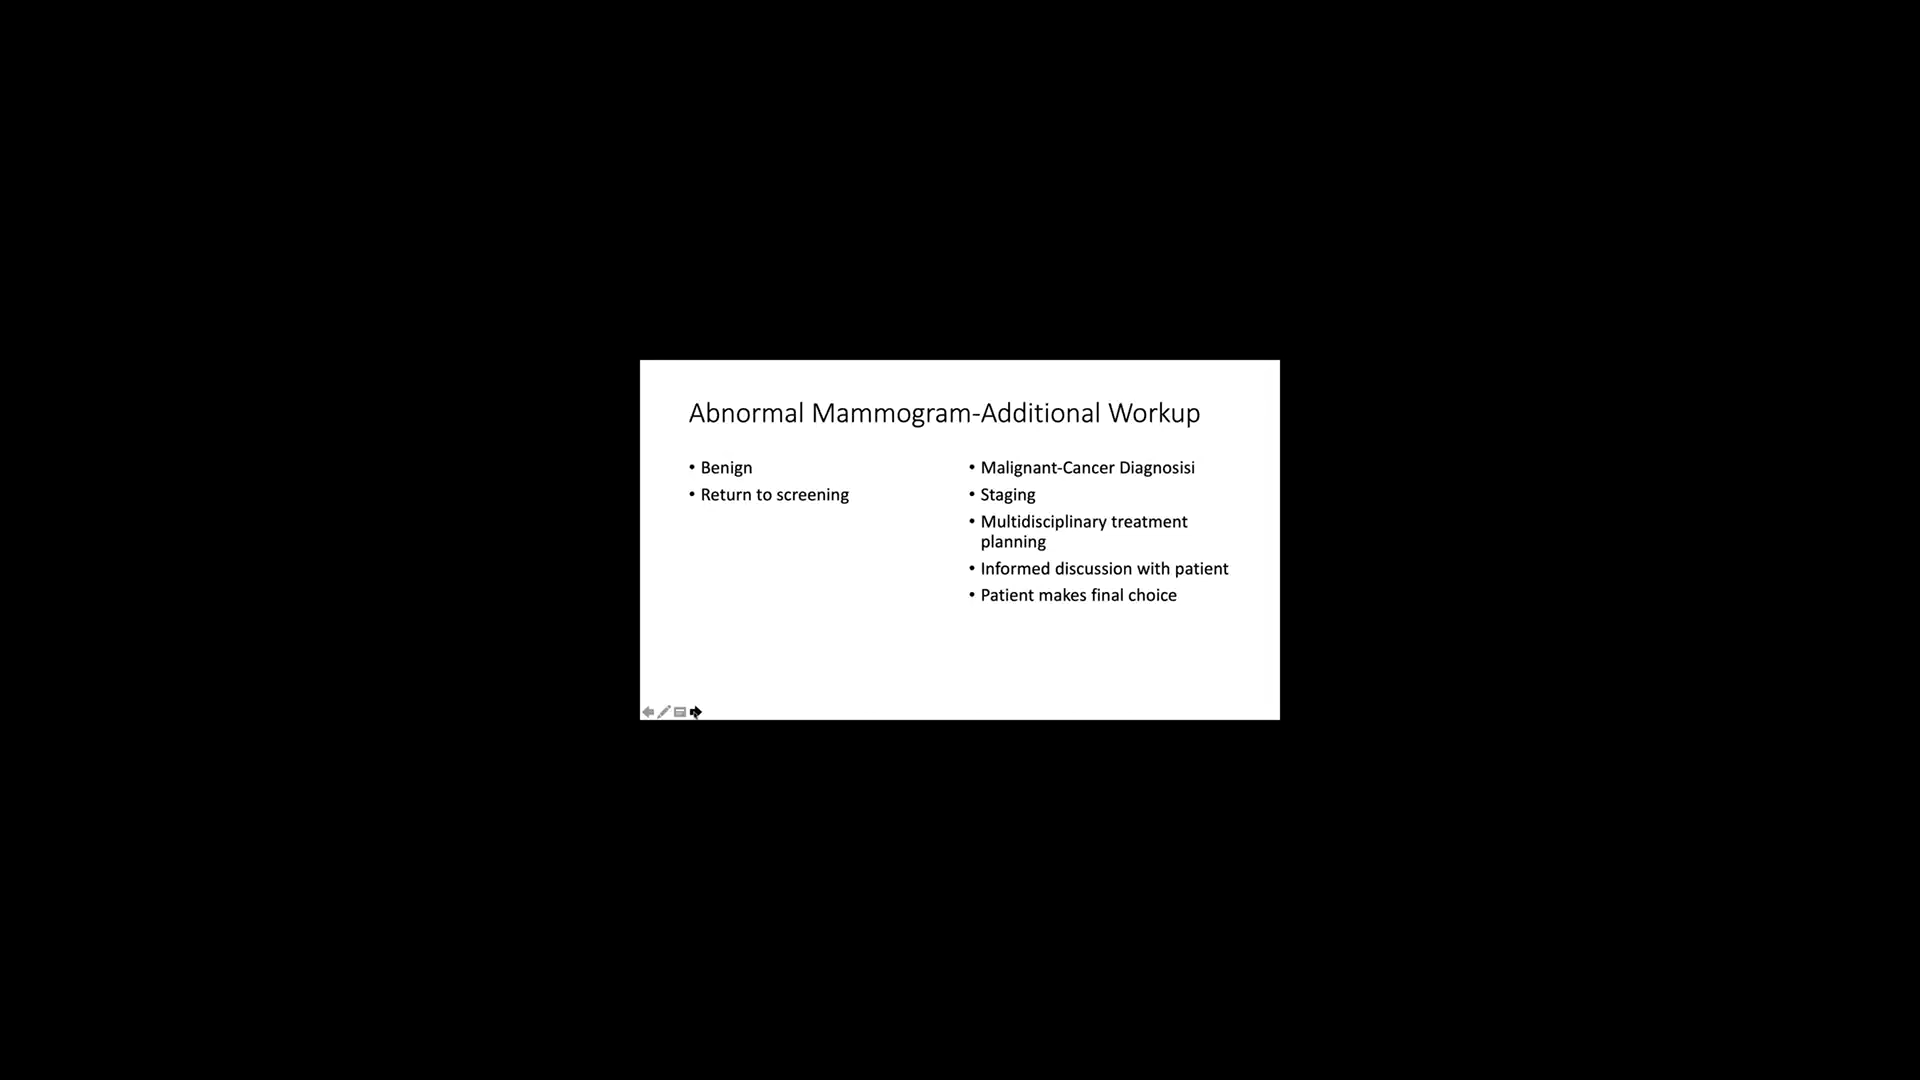 Abnormal Mammogram-Additional Workup
• Benign
• Return to screening
• Malignant-Cancer Diagnosisi
• Staging
• Multidisciplinary treatment
planning
• Informed discussion with patient
• Patient makes final choice